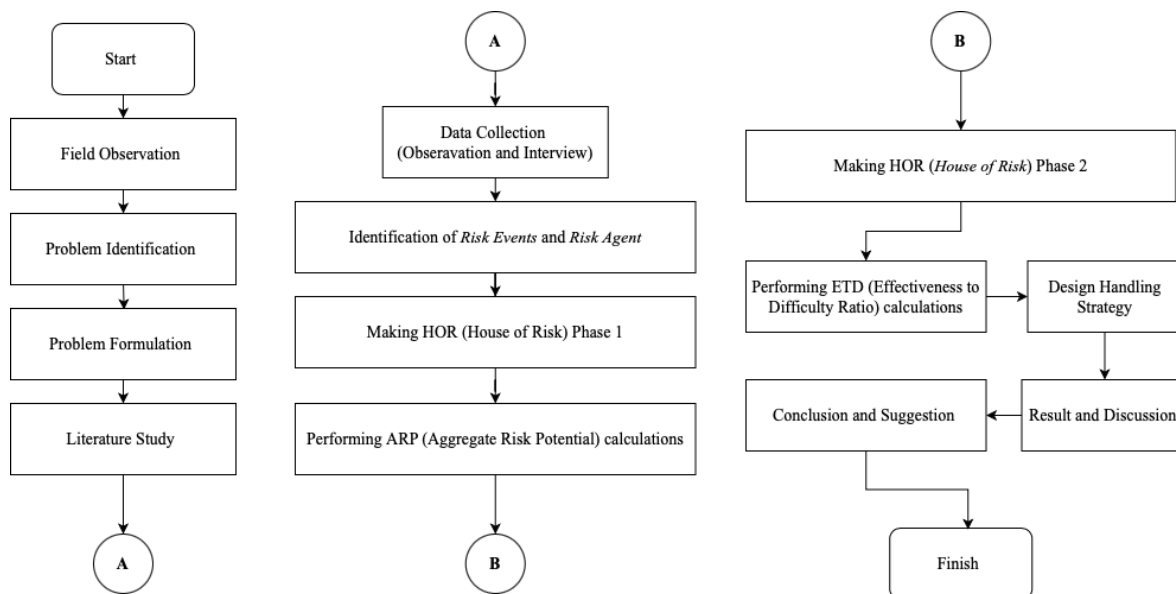 Start
Field Observation
Problem Identification
Problem Formulation
Literature Study
A
A
Data Collection
(Obseravation and Interview)
Identification of Risk Events and Risk Agent
Making HOR (House of Risk) Phase 1
Performing ARP (Aggregate Risk Potential) calculations
B
B
Making HOR (House of Risk) Phase 2
Performing ETD (Effectiveness to
Difficulty Ratio) calculations
Design Handling
Strategy
Result and Discussion
Conclusion and Suggestion
Finish